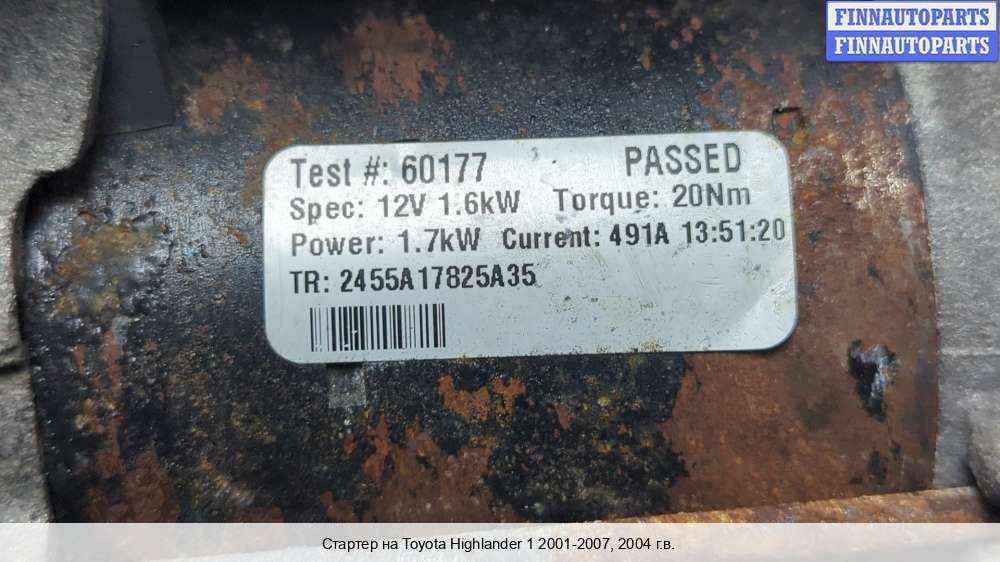 FINNAUTOPARTS
FINNAUTOPARTS
Test #: 60177 PASSED
Spec: 12V 1.6kW Torque: 20Nm
Power: 1.7kW Current: 491A 13:51:20
TR: 2455A17825A35
Стартер на Toyota Highlander 1 2001-2007, 2004 г.в.